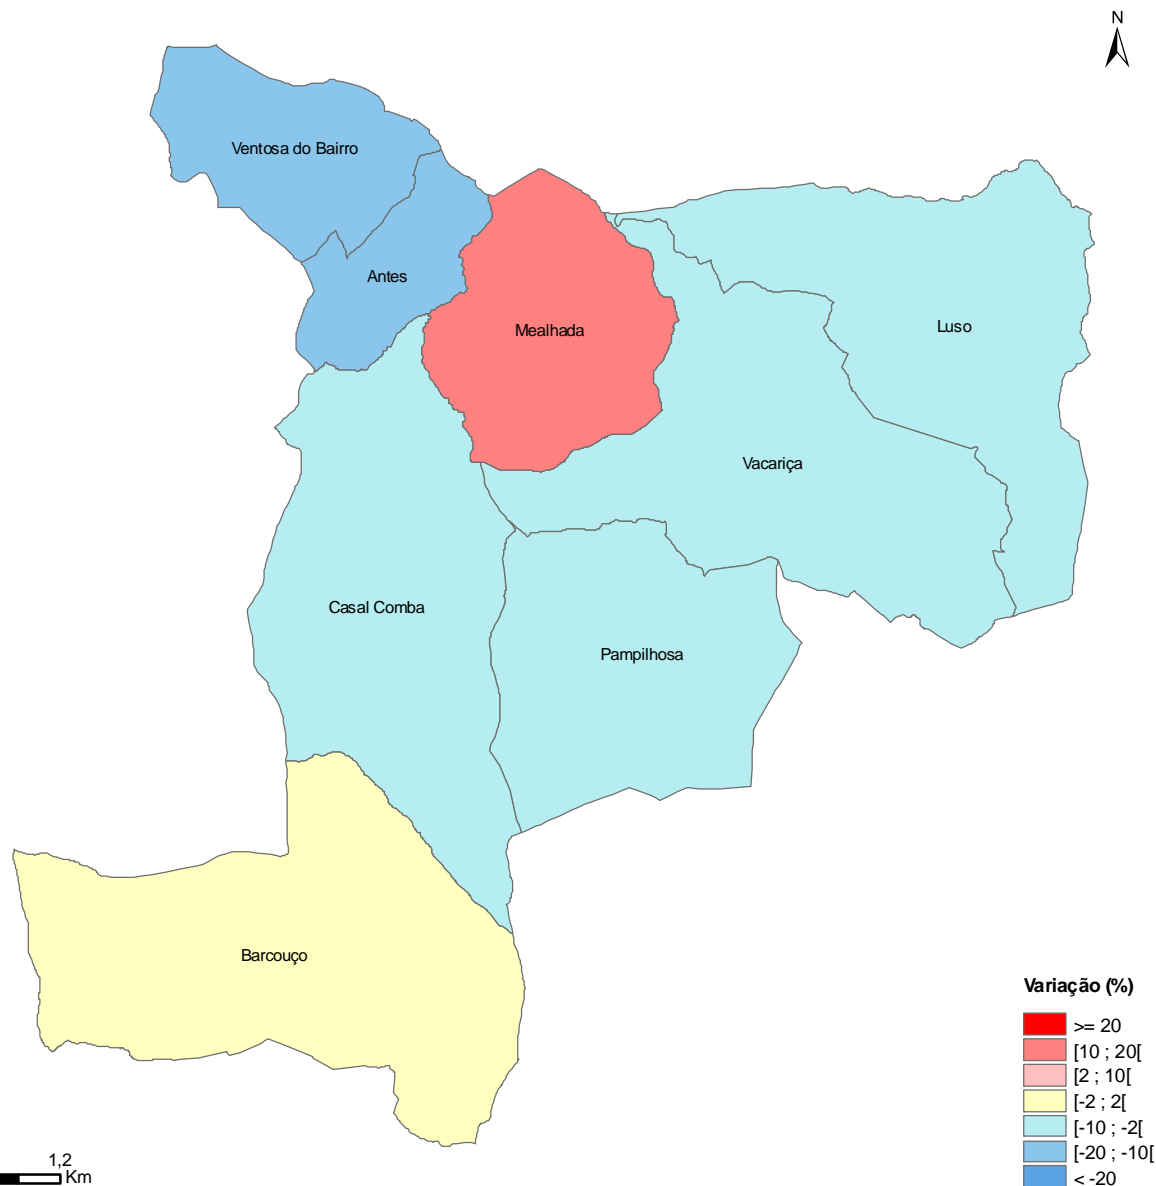 N
Ventosa do Bairro
Antes
Mealhada
Luso
Vacariça
Casal Comba
Pampilhosa
Barcouço
Variação (%)
>= 20
[10 ; 20[
[2 ; 10[
[-2 ; 2[
[-10 ; -2[
[-20 ; -10[
< -20
1,2
Km